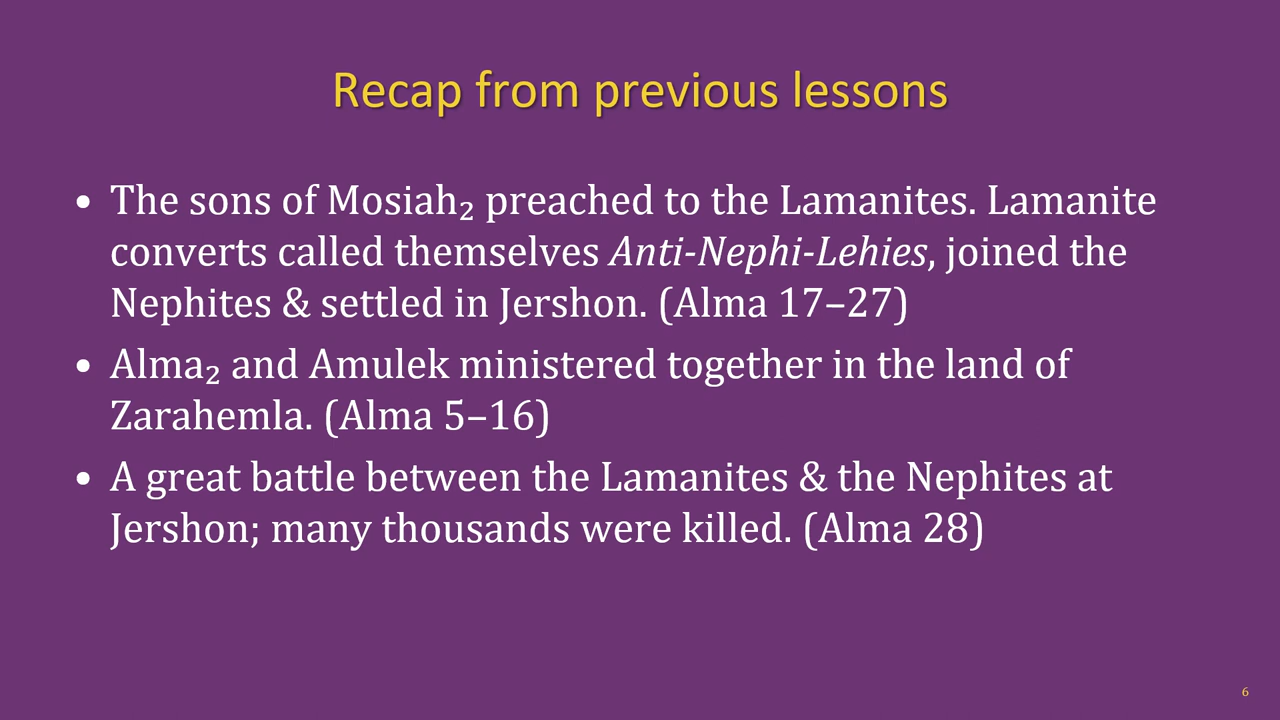 Recap from previous lessons
• The sons of Mosiah₂ preached to the Lamanites. Lamanite
converts called themselves Anti-Nephi-Lehies, joined the
Nephites & settled in Jershon. (Alma 17–27)
• Alma₂ and Amulek ministered together in the land of
Zarahemla. (Alma 5–16)
• A great battle between the Lamanites & the Nephites at
Jershon; many thousands were killed. (Alma 28)
6